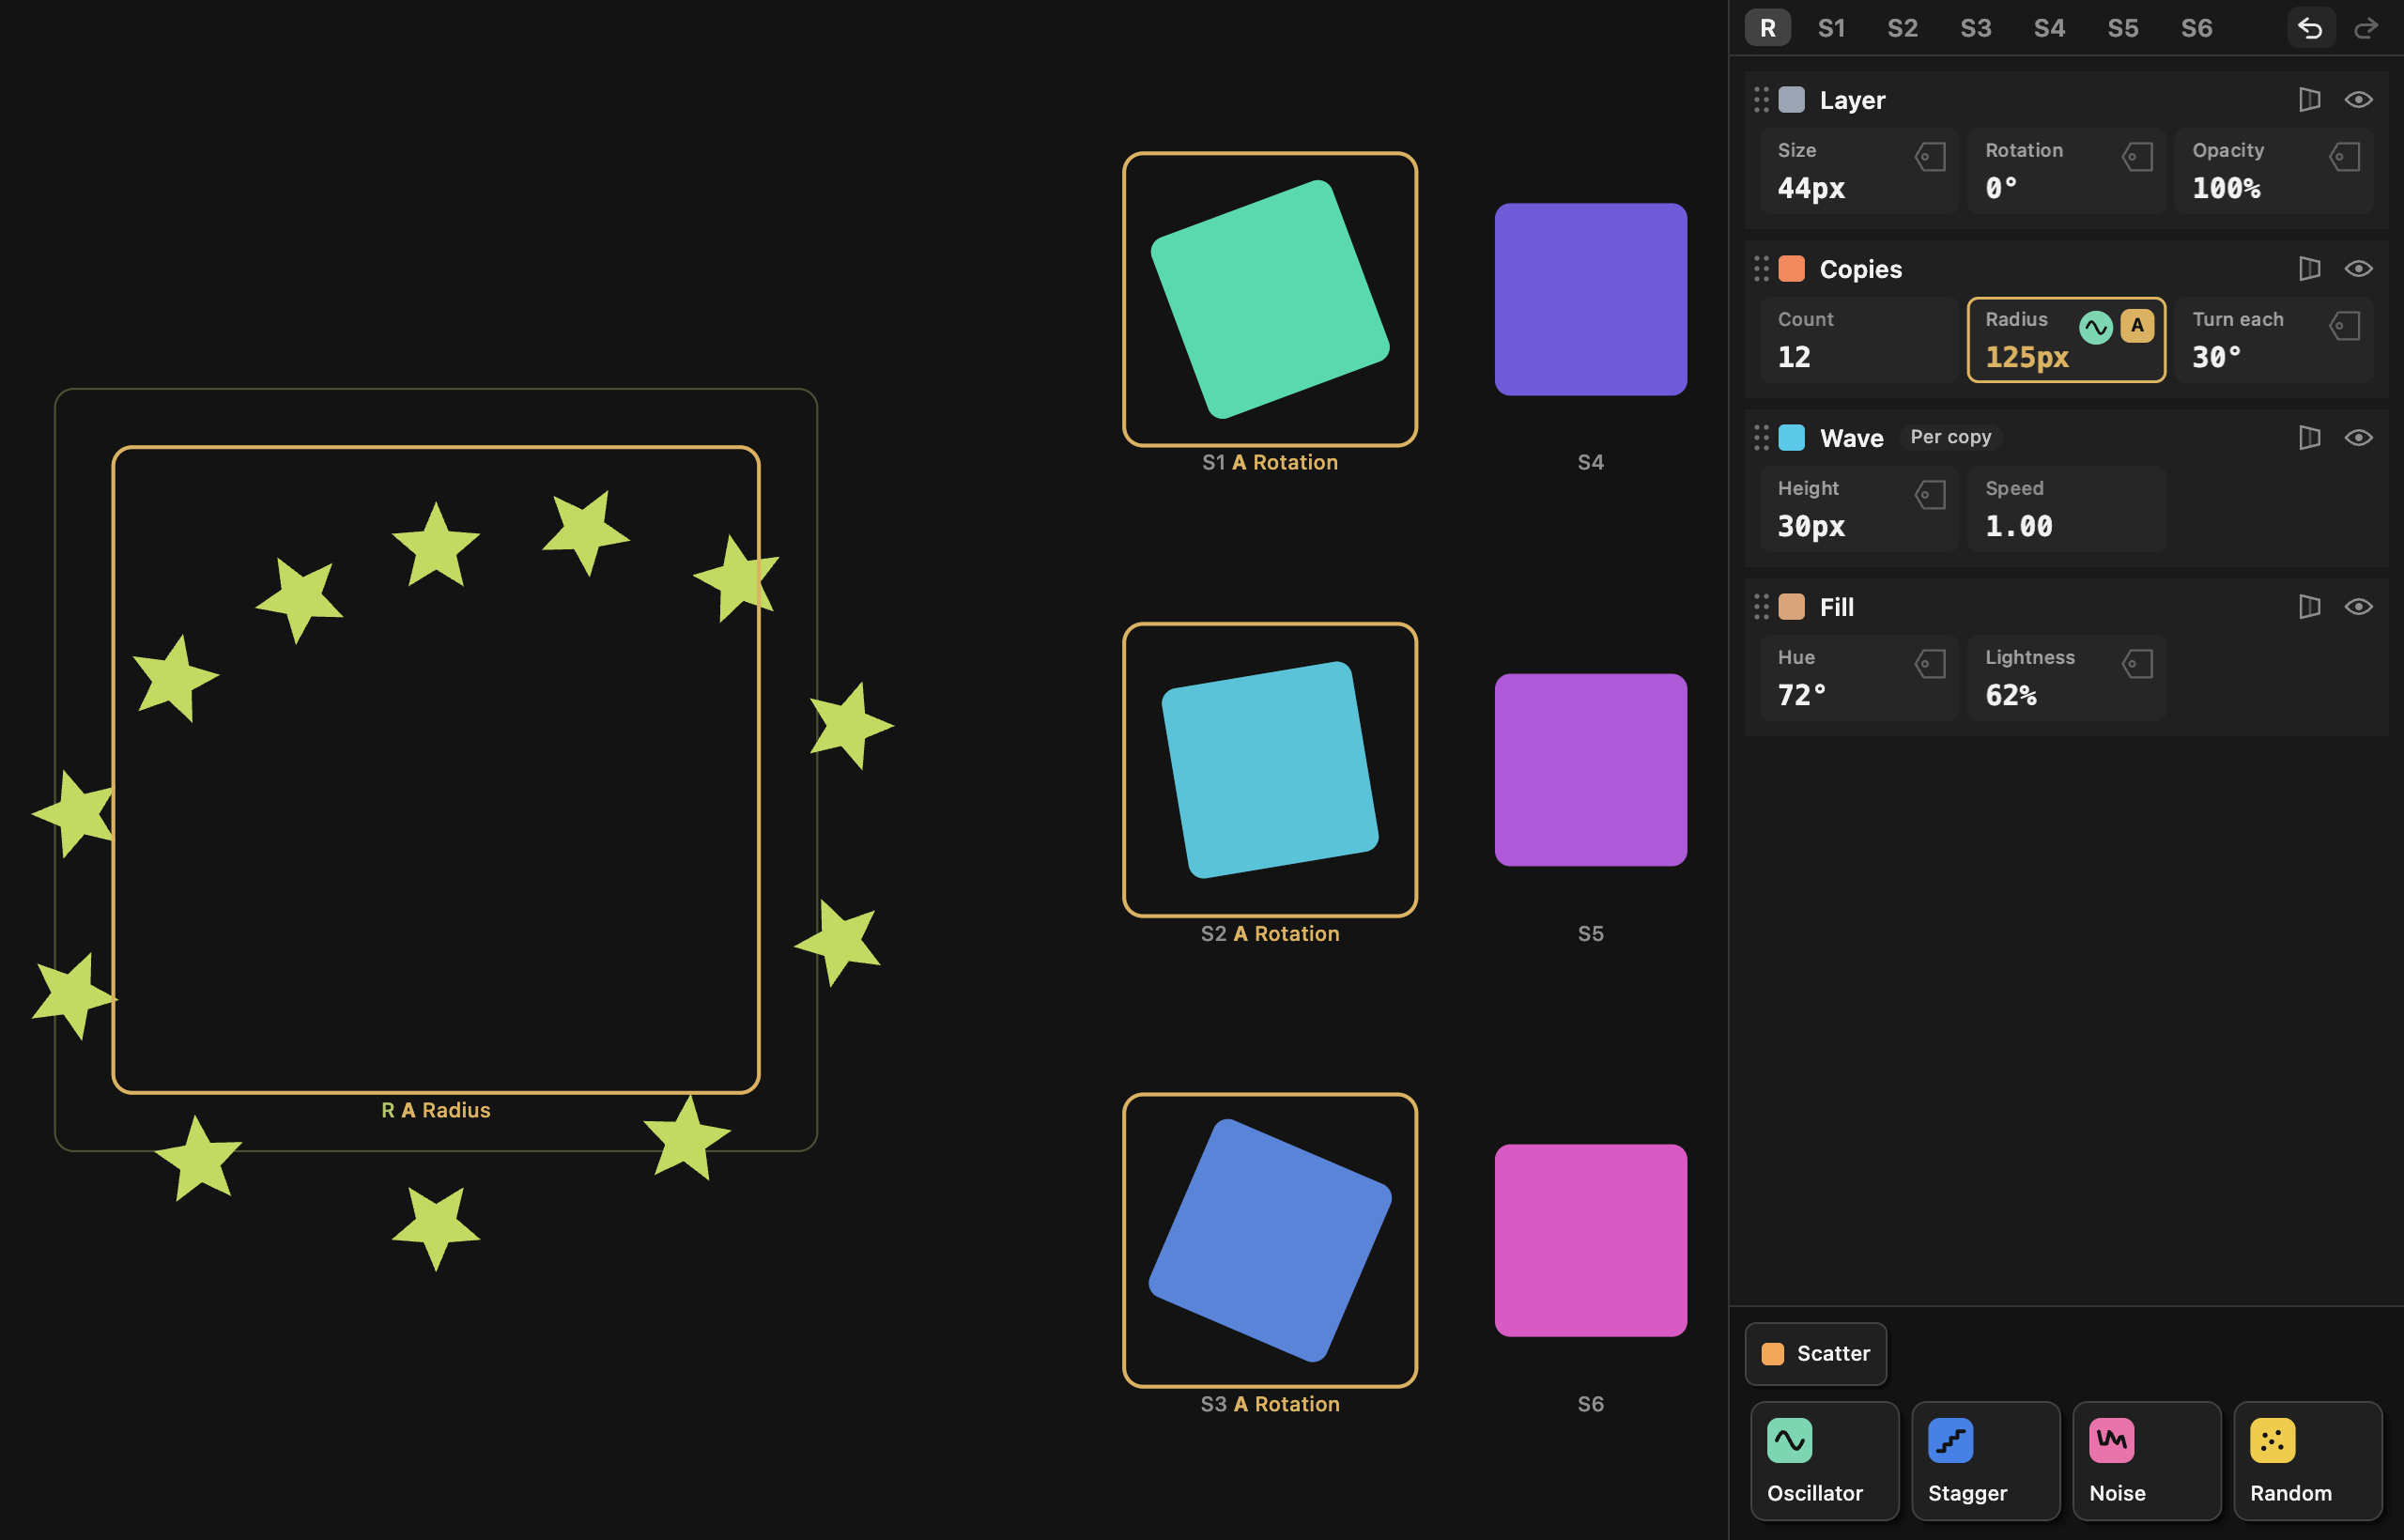 R S1 S2 S3 S4 S5 S6
Layer
Size Rotation Opacity
44px 0° 100%
Copies
Count Radius A Turn each
12 125px 30°
Wave Per copy
Height Speed
30px 1.00
Fill
Hue Lightness
72° 62%
S1 A Rotation
S4
S2 A Rotation
S5
R A Radius
S3 A Rotation
S6
Scatter
Oscillator Stagger Noise Random